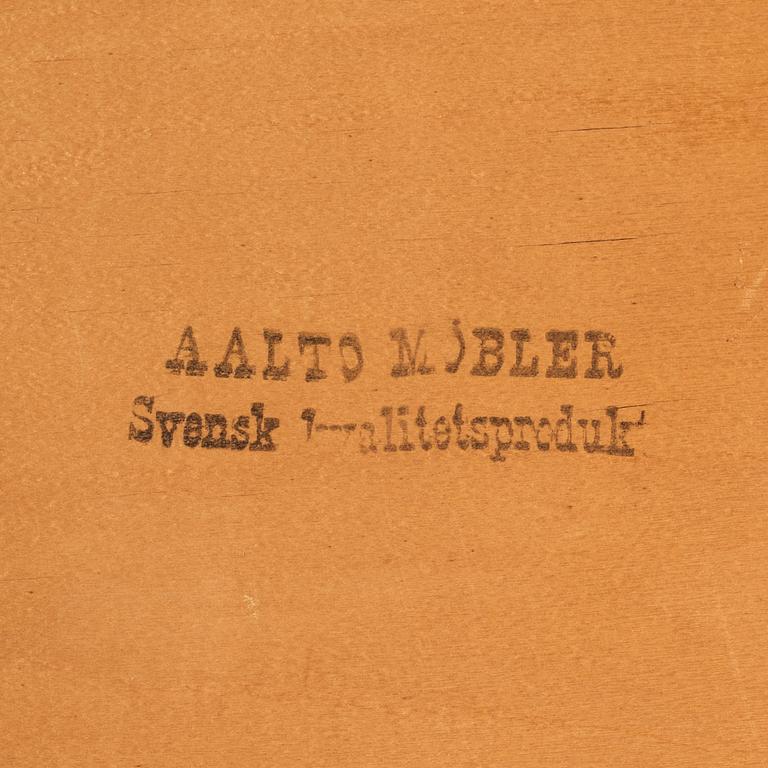 AALTO MÖBLER
Svensk kvalitetsprodukt